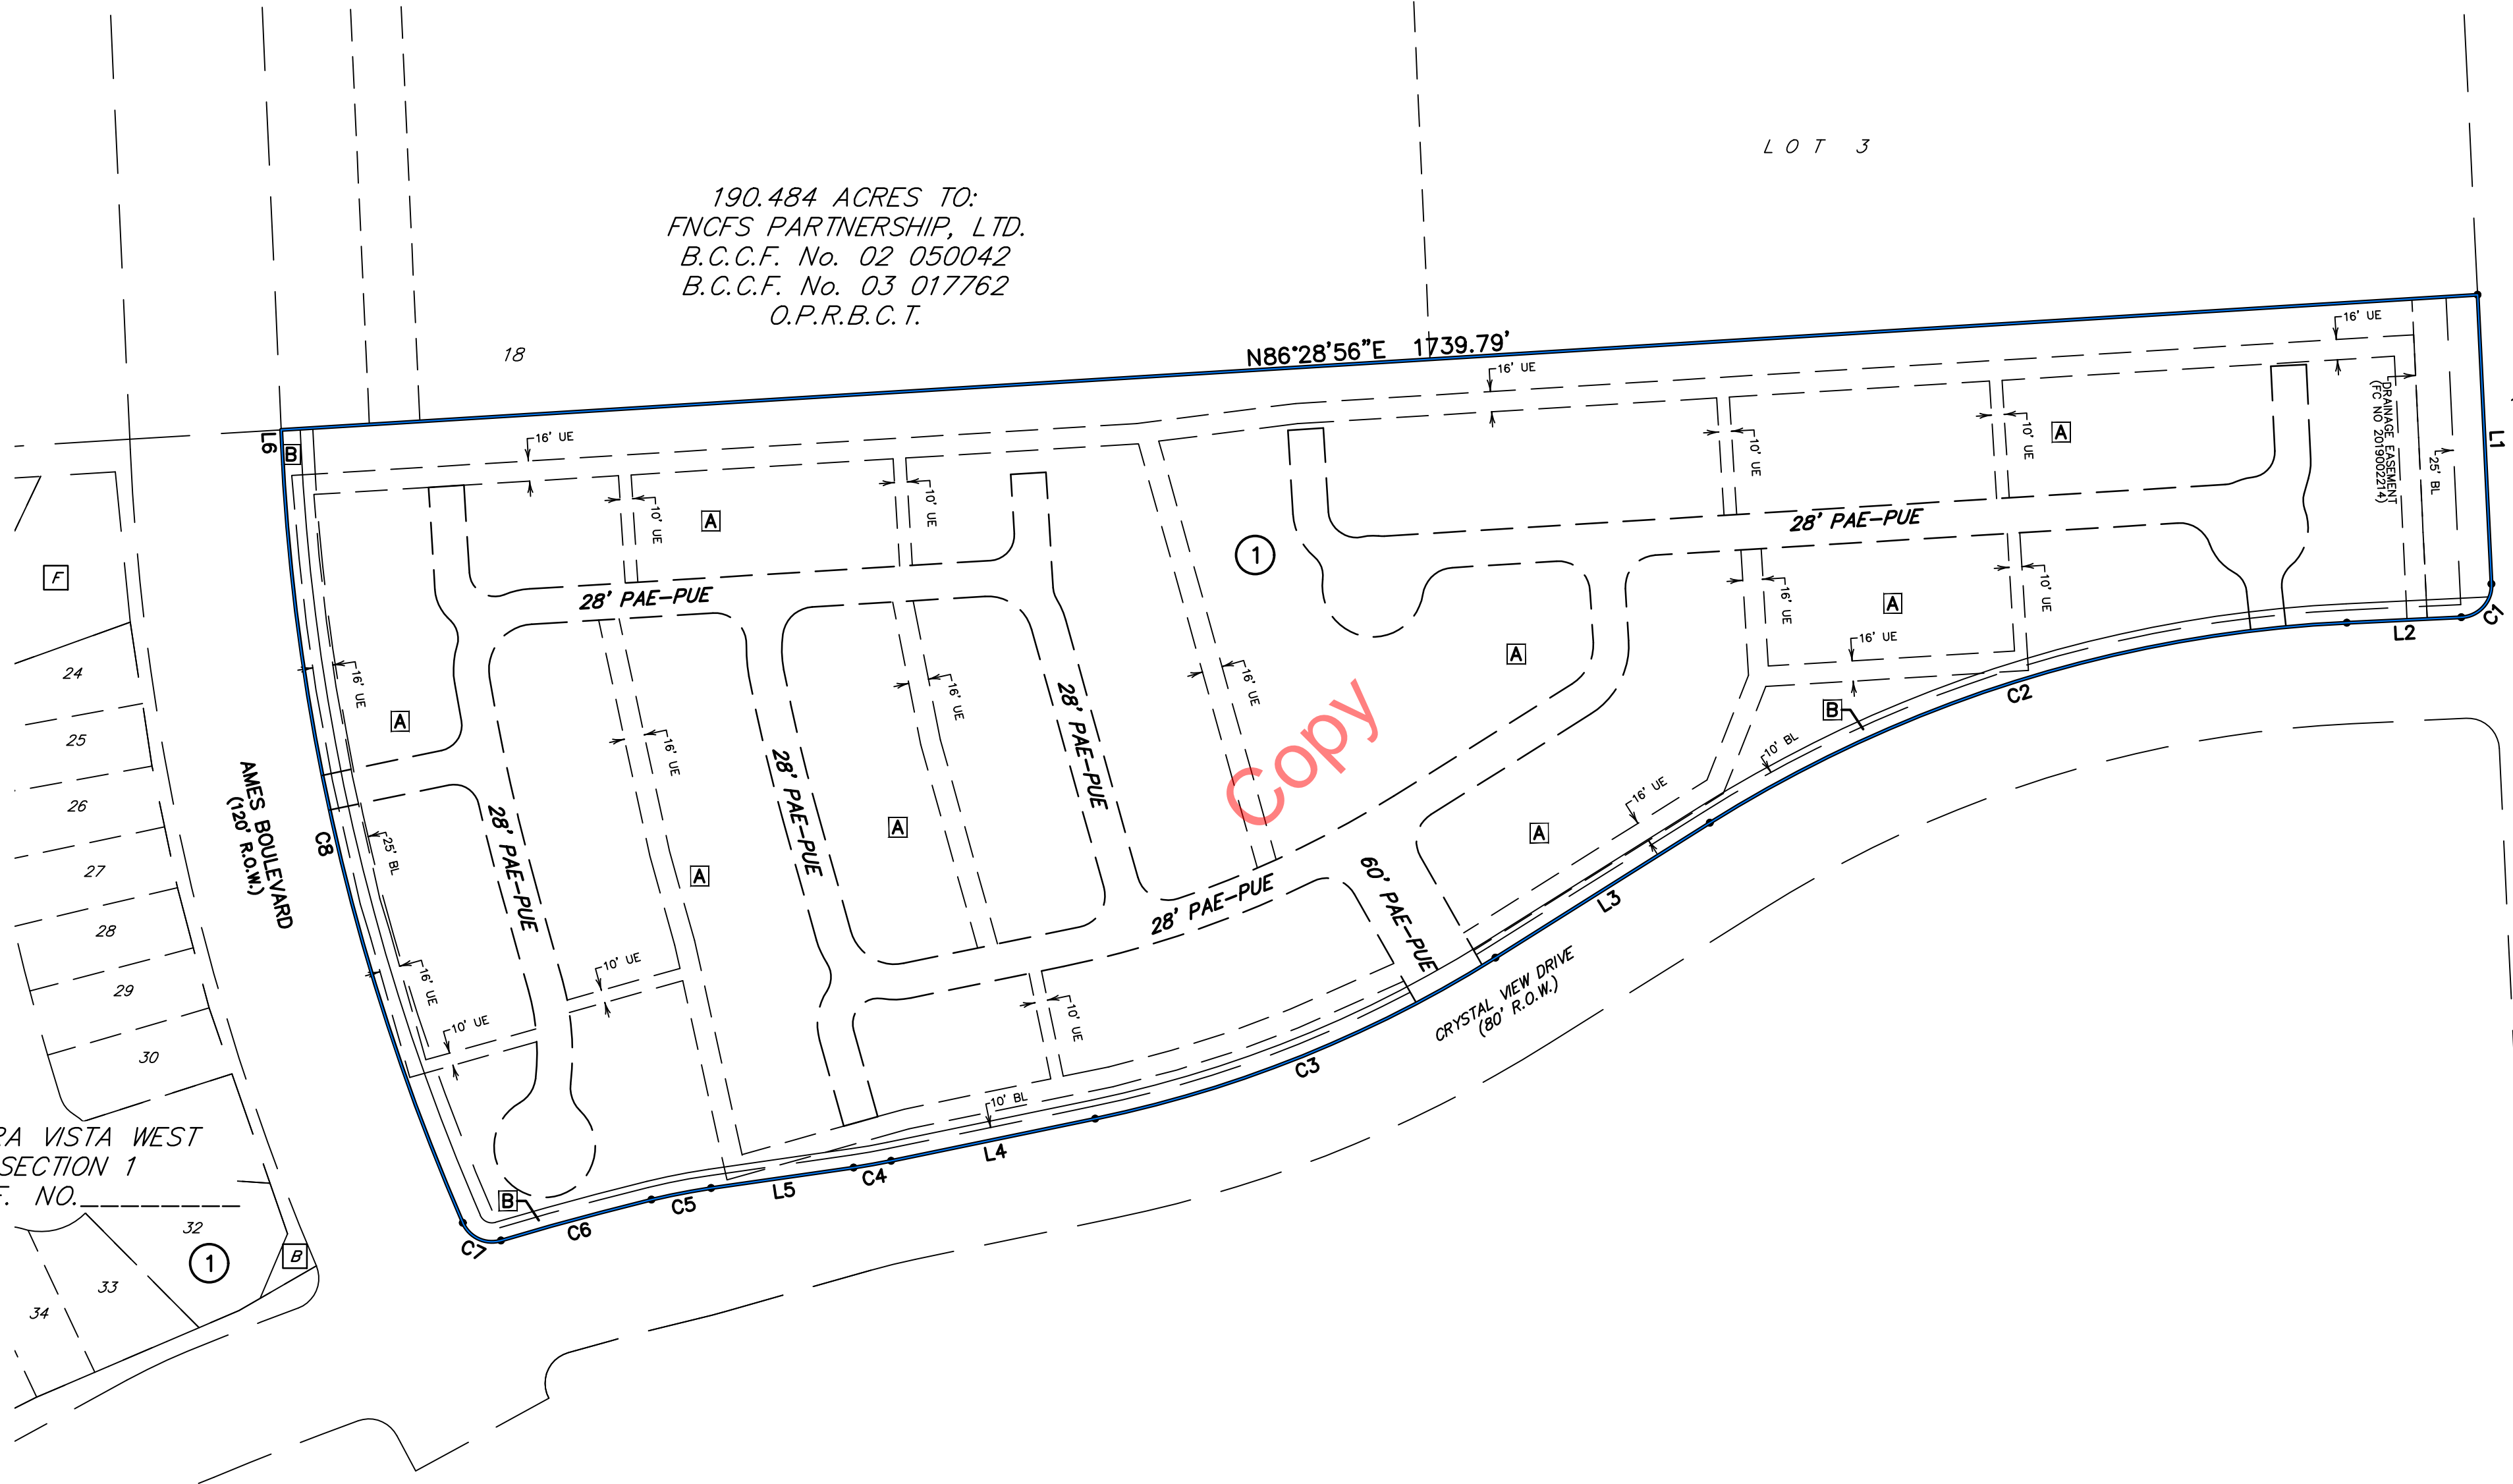 LOT 3
190.484 ACRES TO:
FNCFS PARTNERSHIP, LTD.
B.C.C.F. No. 02 050042
B.C.C.F. No. 03 017762
O.P.R.B.C.T.
18
N86°28'56"E 1739.79'
16' UE
16' UE
16' UE
L6
B
A
10' UE
10' UE
10' UE
10' UE
A
DRAINAGE EASEMENT
(FC NO 2019002214)
25' BL
L1
28' PAE-PUE
28' PAE-PUE
1
F
A
10' UE
16' UE
C1
L2
16' UE
A
C2
B
10' BL
16' UE
24
25
26
27
28
29
30
16' UE
A
16' UE
16' UE
16' UE
28' PAE-PUE
28' PAE-PUE
28' PAE-PUE
Copy
AMES BOULEVARD
(120' R.O.W.)
C8
25' BL
A
A
A
28' PAE-PUE
60' PAE-PUE
L3
CRYSTAL VIEW DRIVE
(80' R.O.W.)
16' UE
10' UE
10' UE
10' UE
10' BL
C3
L4
C4
L5
C5
C6
B
C7
RA VISTA WEST
SECTION 1
F. NO.________
32
1
B
33
34